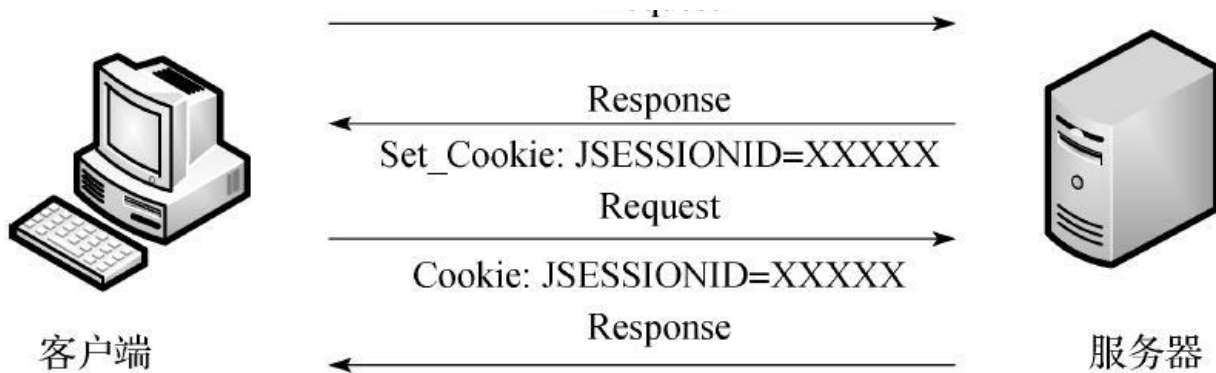 Response
Set_Cookie: JSESSIONID=XXXXX
Request
Cookie: JSESSIONID=XXXXX
Response
客户端
服务器